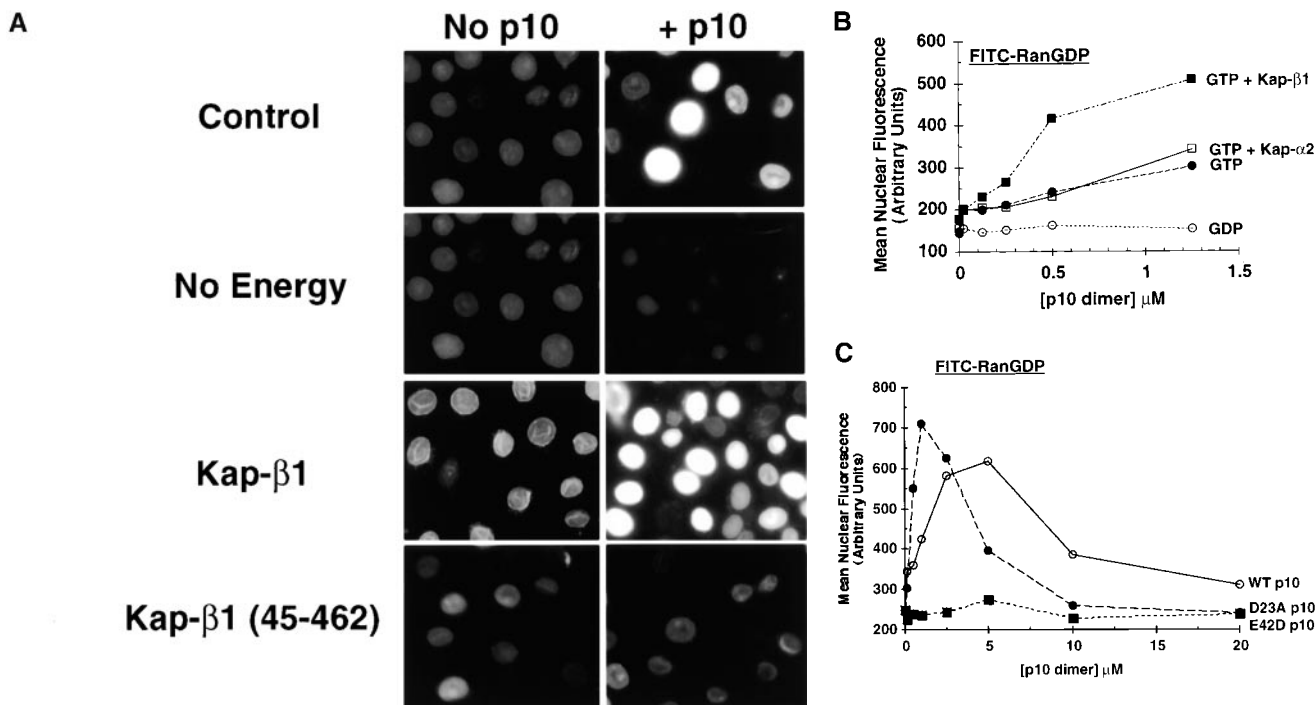 A
No p10
+ p10
Control
No Energy
Kap-β1
Kap-β1 (45-462)
B
FITC-RanGDP
Mean Nuclear Fluorescence
(Arbitrary Units)
600
500
400
300
200
100
0
0.5
1
1.5
[p10 dimer] μM
GTP + Kap-β1
GTP + Kap-α2
GTP
GDP
C
FITC-RanGDP
Mean Nuclear Fluorescence
(Arbitrary Units)
800
700
600
500
400
300
200
0
5
10
15
20
[p10 dimer] μM
WT p10
D23A p10
E42D p10